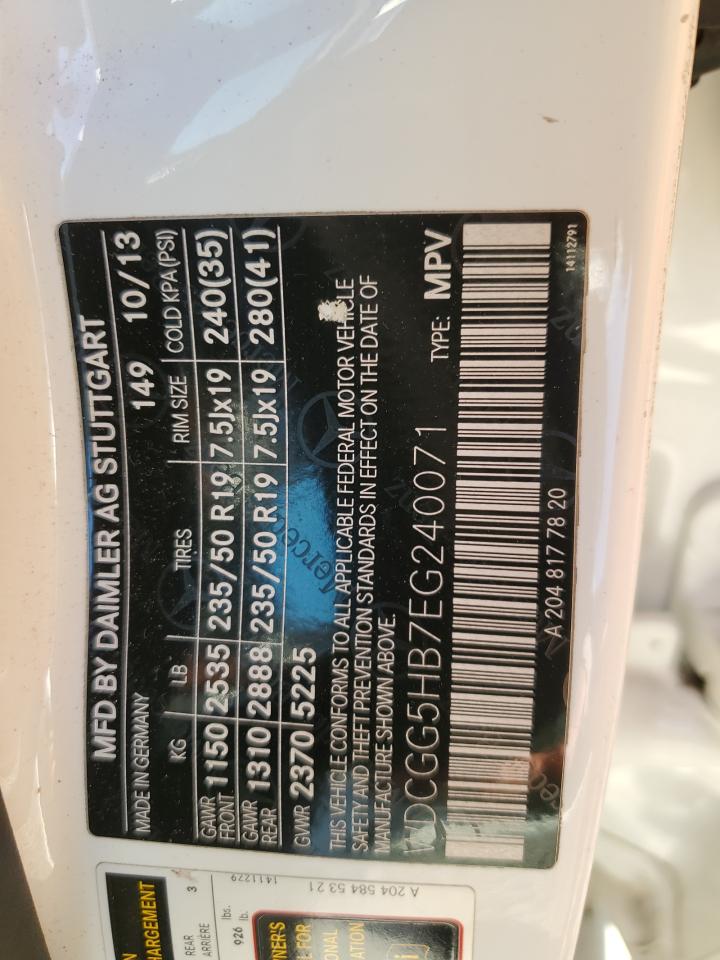 MFD BY DAIMLER AG STUTTGART
MADE IN GERMANY 149 10/13
KG LB TIRES RIM SIZE COLD KPA(PSI)
GAWR FRONT 1150 2535 235/50 R19 7.5Jx19 240(35)
GAWR REAR 1310 2888 235/50 R19 7.5Jx19 280(41)
GVWR 2370 5225
THIS VEHICLE CONFORMS TO ALL APPLICABLE FEDERAL MOTOR VEHICLE
SAFETY AND THEFT PREVENTION STANDARDS IN EFFECT ON THE DATE OF
MANUFACTURE SHOWN ABOVE.
WDCGG5HB7EG240071 TYPE: MPV
A 204 817 78 20
14112791
A 204 584 53 21
1411229
HARGEMENT
REAR 3
ARRIÈRE
926 lb.
lbs.